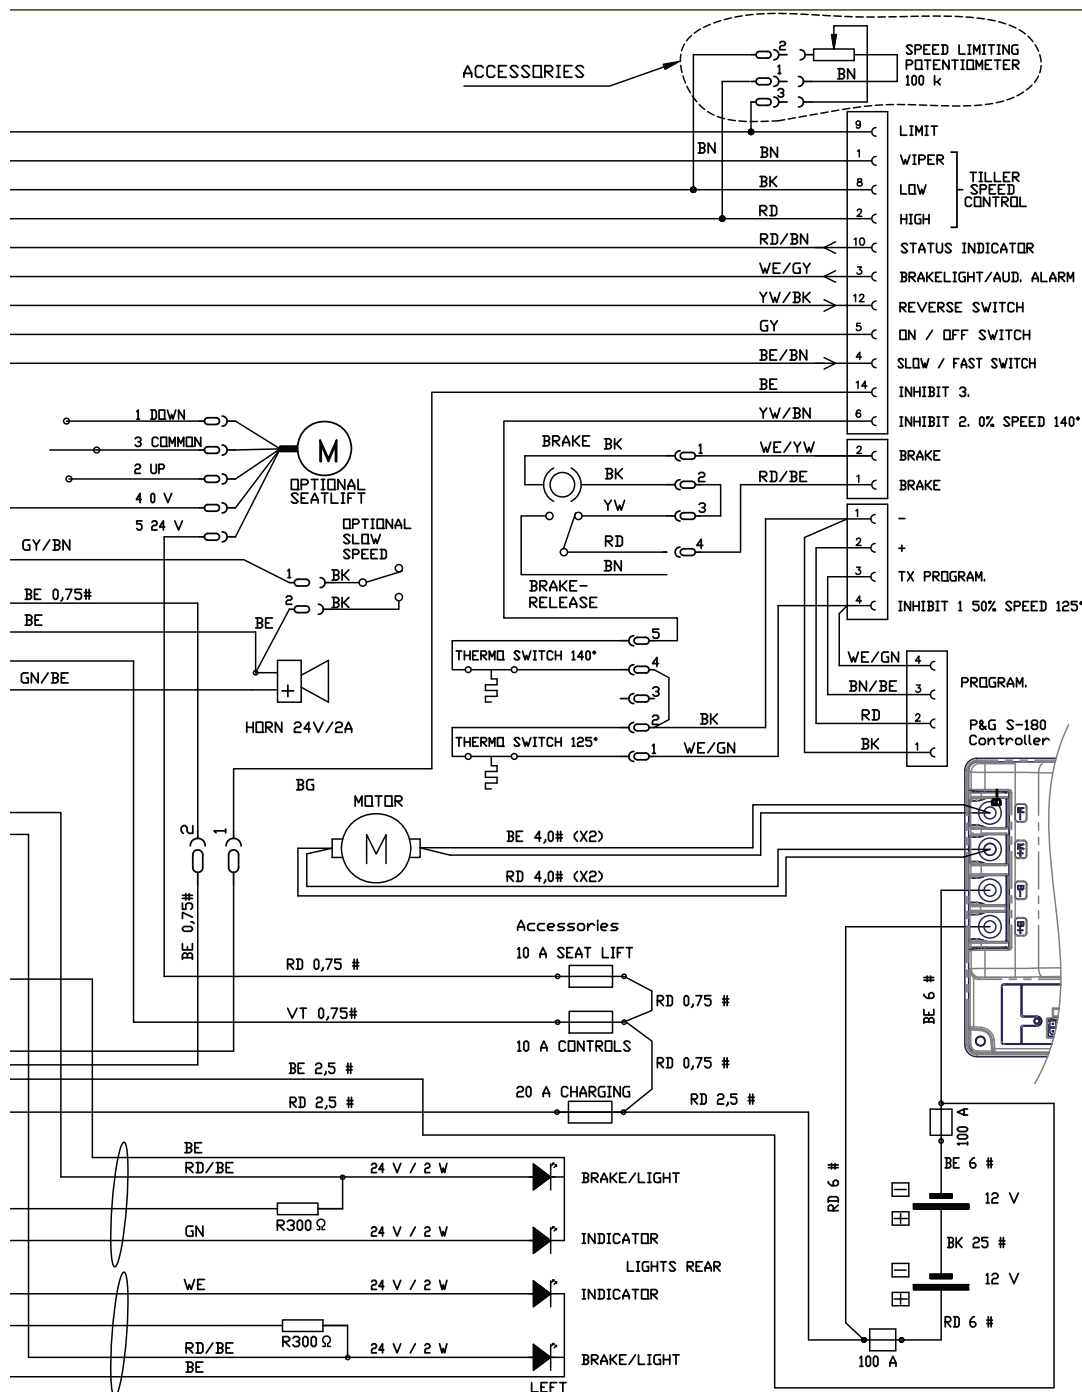 ACCESSORIES
2
1
3
BN
SPEED LIMITING
POTENTIOMETER
100 k
BN
9 LIMIT
BN 1 WIPER
BK 8 LOW
RD 2 HIGH
TILLER
SPEED
CONTROL
RD/BN 10 STATUS INDICATOR
WE/GY 3 BRAKELIGHT/AUD. ALARM
YW/BK 12 REVERSE SWITCH
GY 5 ON / OFF SWITCH
BE/BN 4 SLOW / FAST SWITCH
BE 14 INHIBIT 3.
YW/BN 6 INHIBIT 2. 0% SPEED 140°
1 DOWN
3 COMMON
2 UP
4 0 V
5 24 V
M
OPTIONAL
SEATLIFT
BRAKE
BK 1 WE/YW 2 BRAKE
BK 2 RD/BE 1 BRAKE
YW 3
RD 4
BN
BRAKE-
RELEASE
1 -
2 +
3 TX PROGRAM.
4 INHIBIT 1 50% SPEED 125°
GY/BN
OPTIONAL
SLOW
SPEED
1 BK
2 BK
BE 0,75#
BE
BE
GN/BE
+
HORN 24V/2A
THERMO SWITCH 140°
5
4
3
2 BK
THERMO SWITCH 125°
1 WE/GN
WE/GN 4
BN/BE 3
RD 2
BK 1
PROGRAM.
P&G S-180
Controller
BG
MOTOR
M
BE 4,0# (X2)
RD 4,0# (X2)
M-
M+
B-
B+
2
1
BE 0,75#
Accessories
10 A SEAT LIFT
RD 0,75 #
RD 0,75 #
VT 0,75#
10 A CONTROLS
RD 0,75 #
BE 2,5 #
20 A CHARGING
RD 2,5 #
RD 2,5 #
BE 6 #
100 A
BE 6 #
RD 6 #
-
+
12 V
BK 25 #
-
+
12 V
RD 6 #
100 A
BE
RD/BE 24 V / 2 W BRAKE/LIGHT
R300 Ω
GN 24 V / 2 W INDICATOR
LIGHTS REAR
WE 24 V / 2 W INDICATOR
R300 Ω
RD/BE 24 V / 2 W BRAKE/LIGHT
BE
LEFT